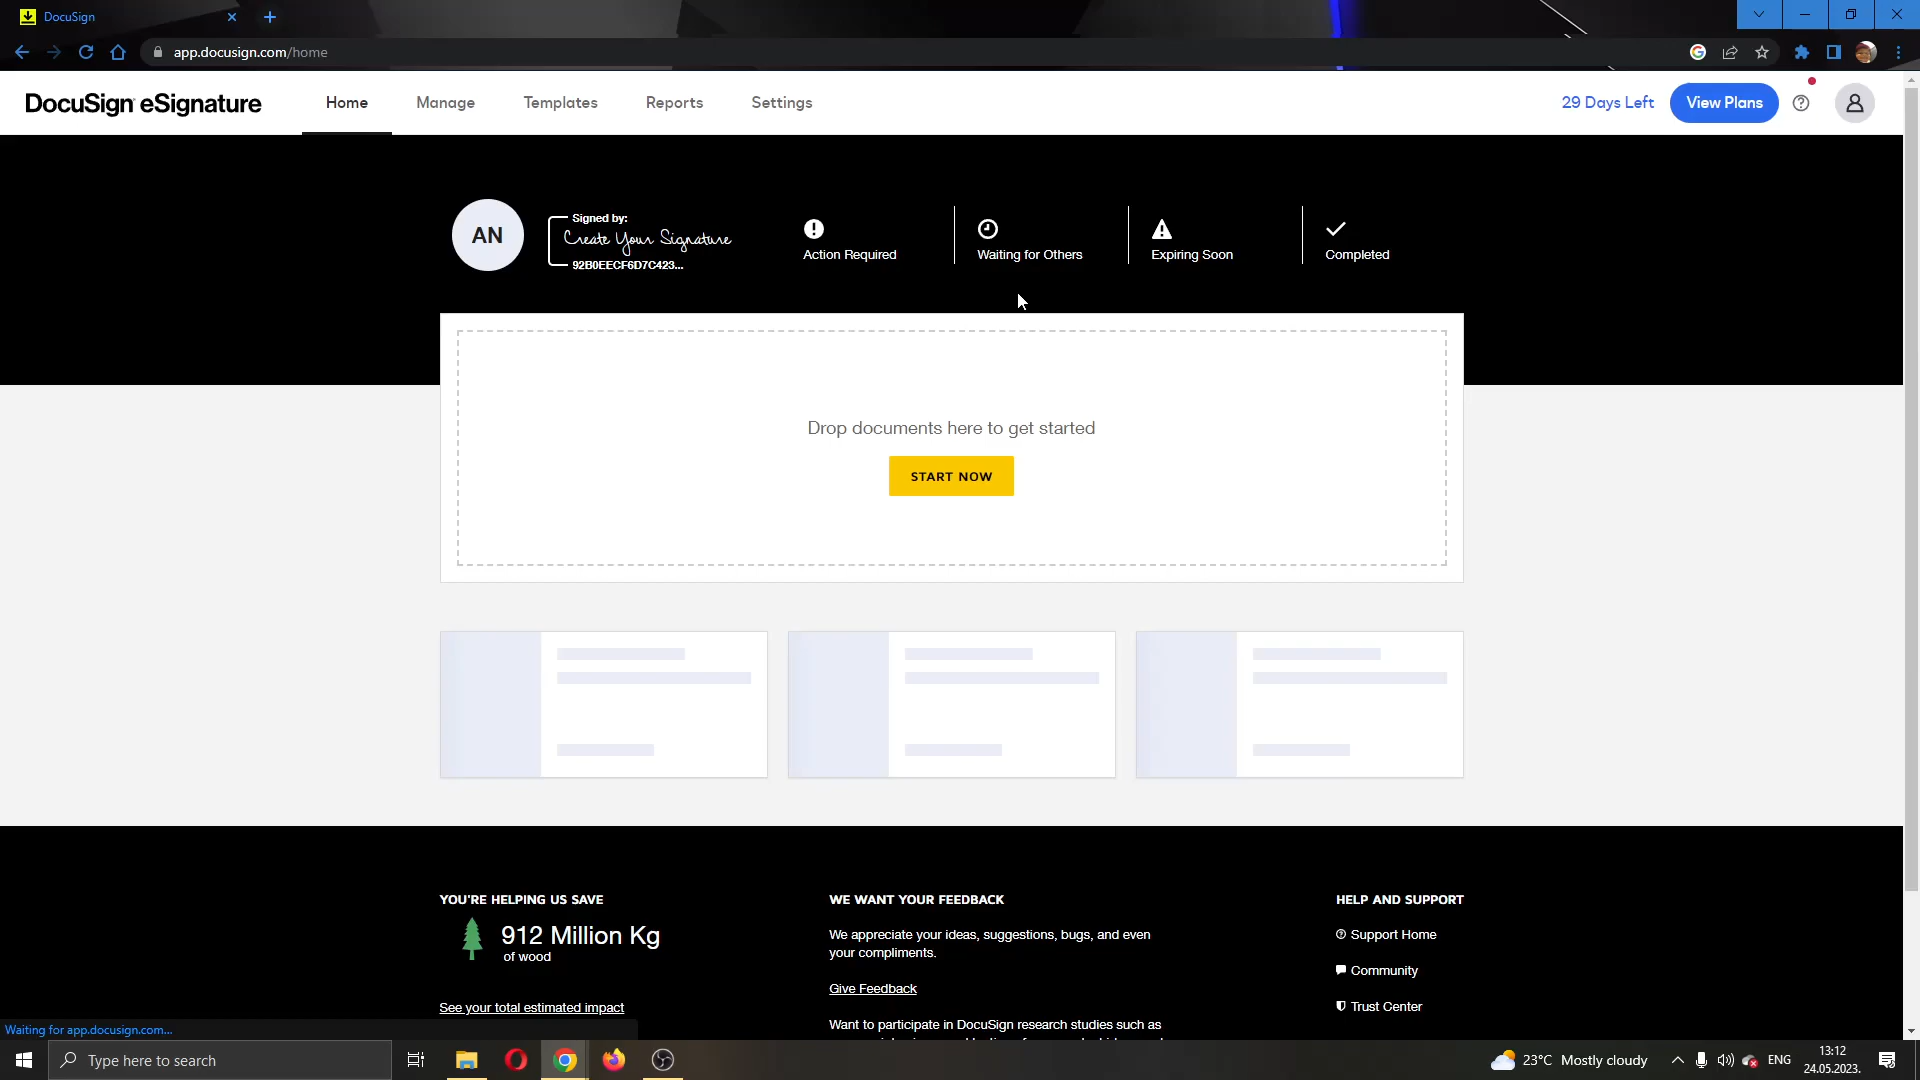 DocuSign
app.docusign.com/home
DocuSign eSignature
Home
Manage
Templates
Reports
Settings
29 Days Left
View Plans
AN
Signed by:
Create Your Signature
92B0EECF6D7C423...
Action Required
Waiting for Others
Expiring Soon
Completed
Drop documents here to get started
START NOW
YOU'RE HELPING US SAVE
912 Million Kg
of wood
See your total estimated impact
WE WANT YOUR FEEDBACK
We appreciate your ideas, suggestions, bugs, and even
your compliments.
Give Feedback
Want to participate in DocuSign research studies such as
HELP AND SUPPORT
Support Home
Community
Trust Center
Waiting for app.docusign.com...
Type here to search
23°C Mostly cloudy
ENG
13:12
24.05.2023.